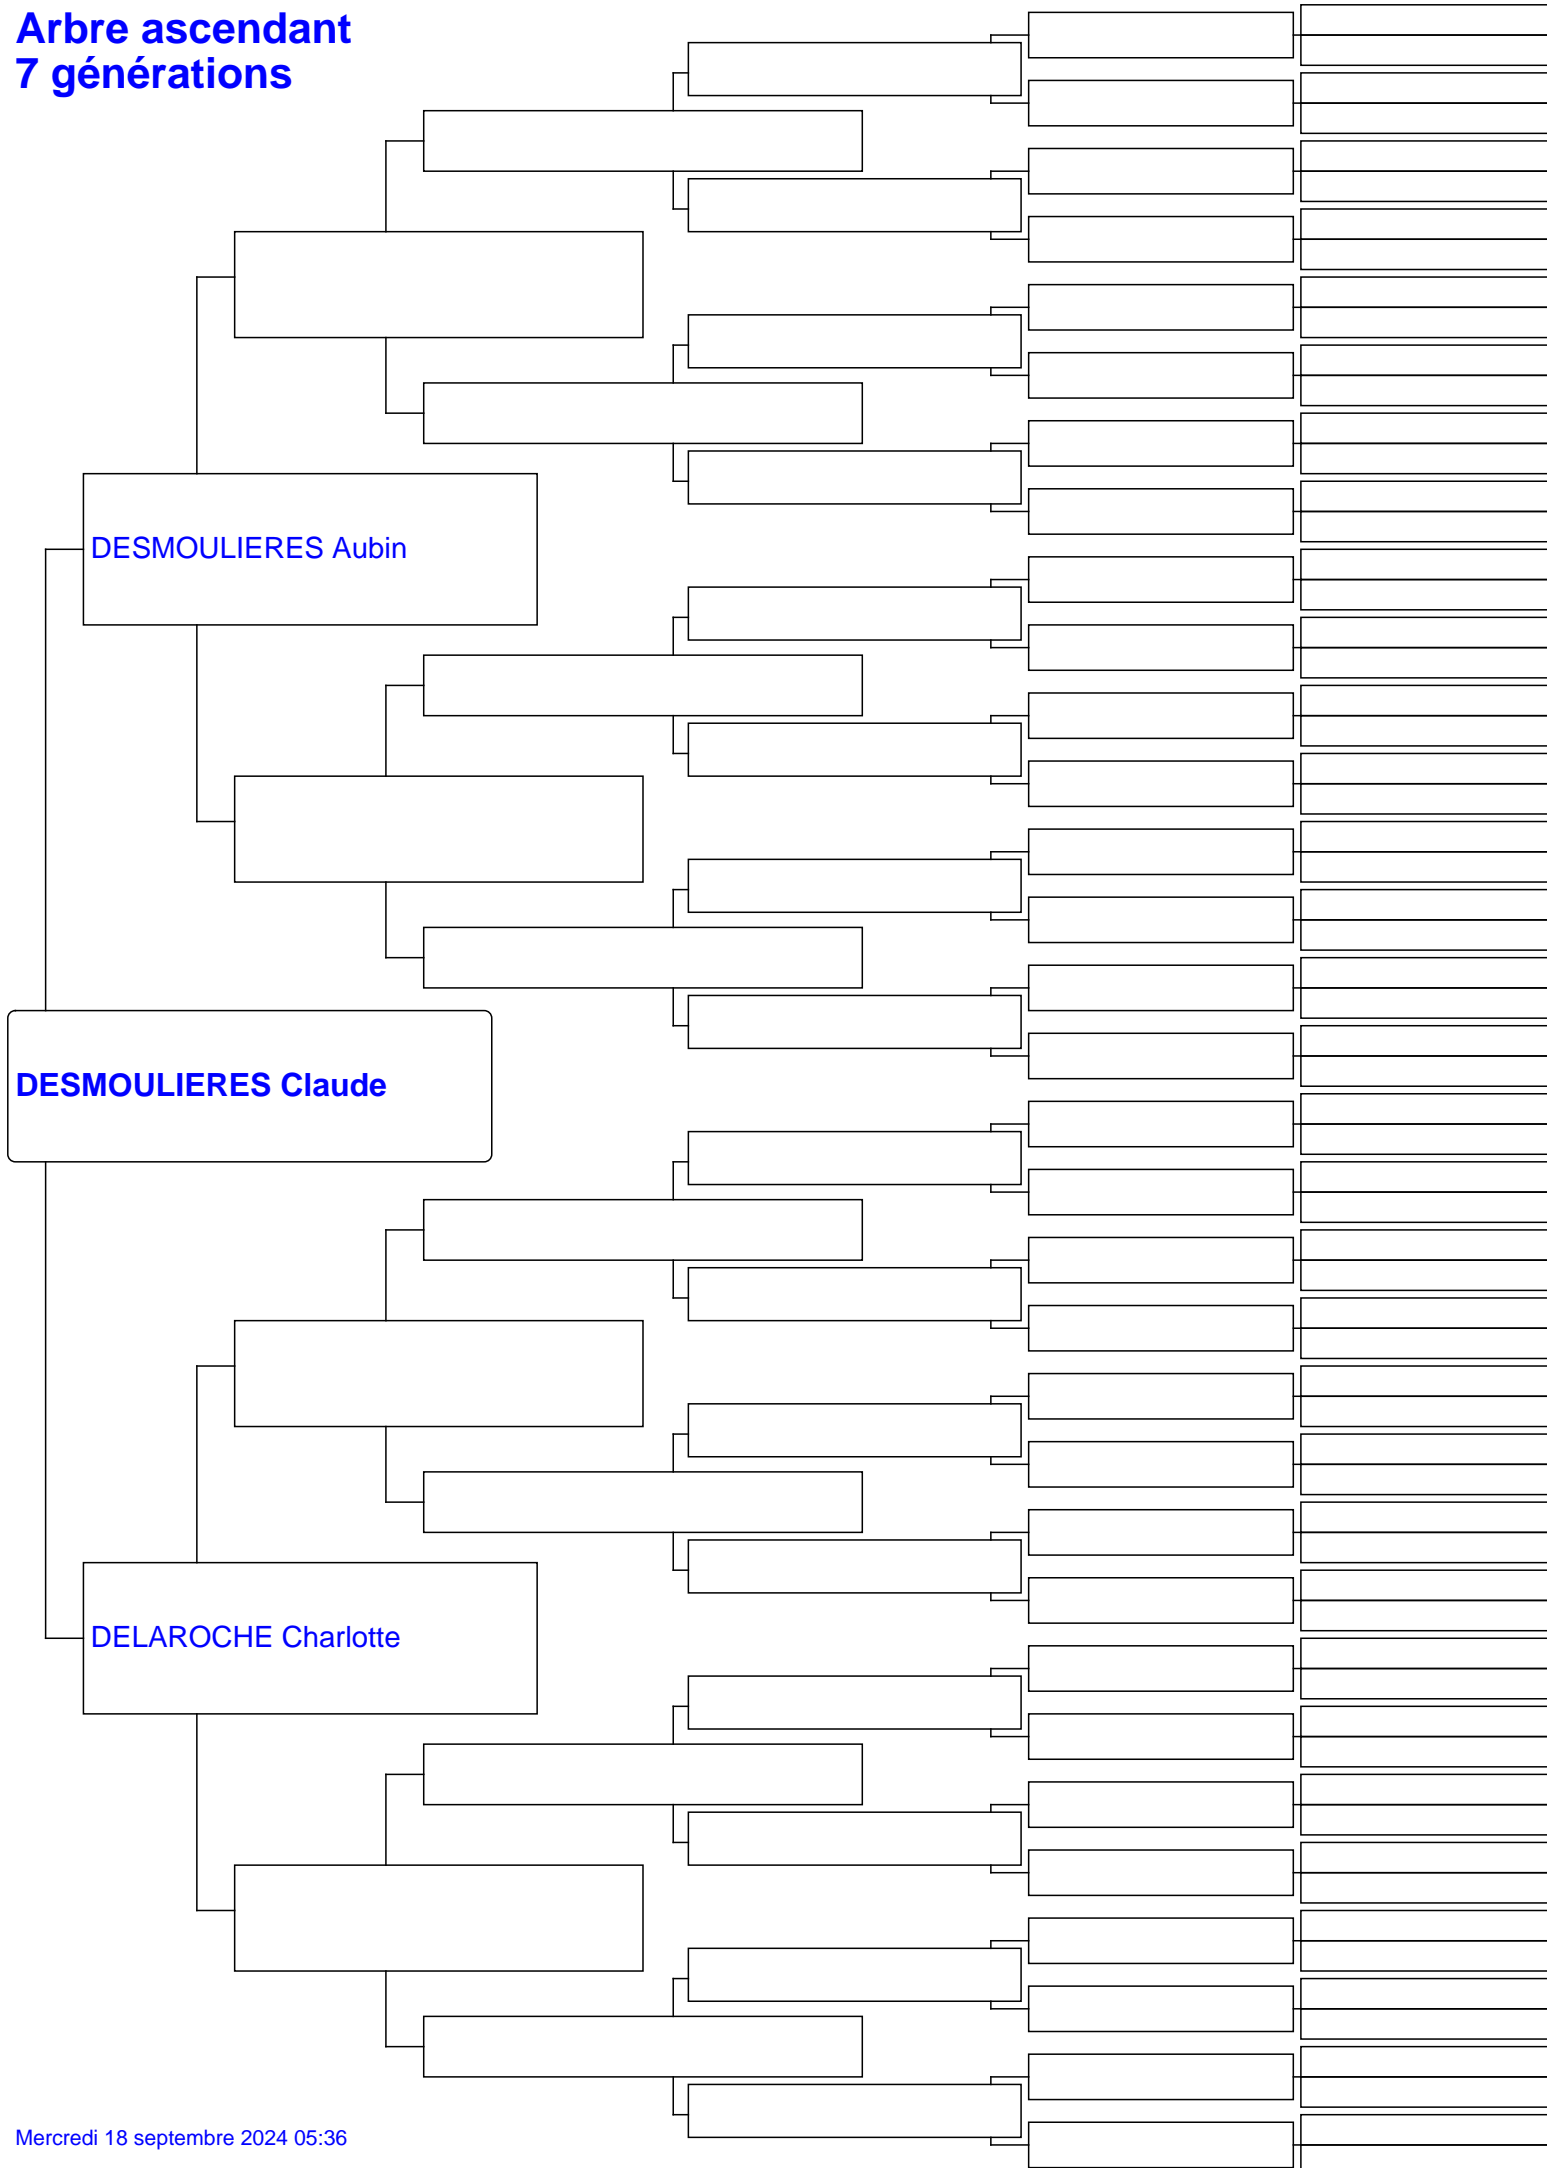 Arbre ascendant
7 générations
DESMOULIERES Aubin
DESMOULIERES Claude
DELAROCHE Charlotte
Mercredi 18 septembre 2024 05:36